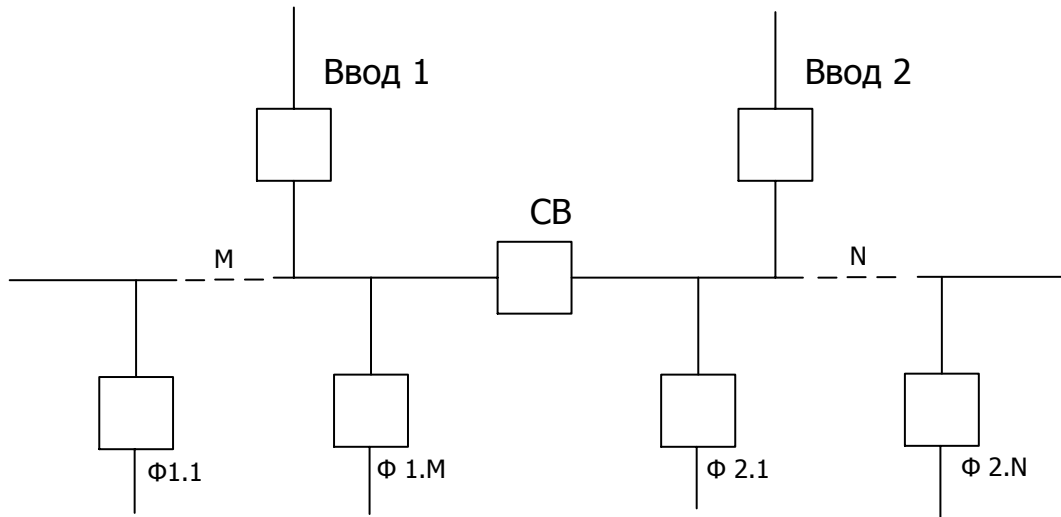 Ввод 1
Ввод 2
СВ
М
N
Ф1.1
Ф 1.М
Ф 2.1
Ф 2.N